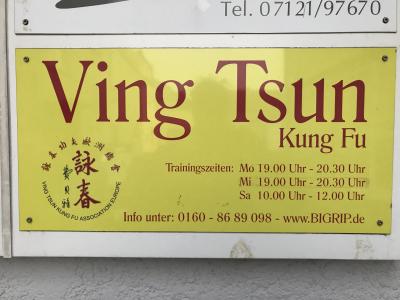 Tel. 07121/97670
Ving Tsun
Kung Fu
Trainingszeiten: Mo 19.00 Uhr - 20.30 Uhr
Mi 19.00 Uhr - 20.30 Uhr
Sa 10.00 Uhr - 12.00 Uhr
詠春
VING TSUN KUNG FU ASSOCIATION EUROPE
Info unter: 0160 - 86 89 098 - www.BIGRIP.de